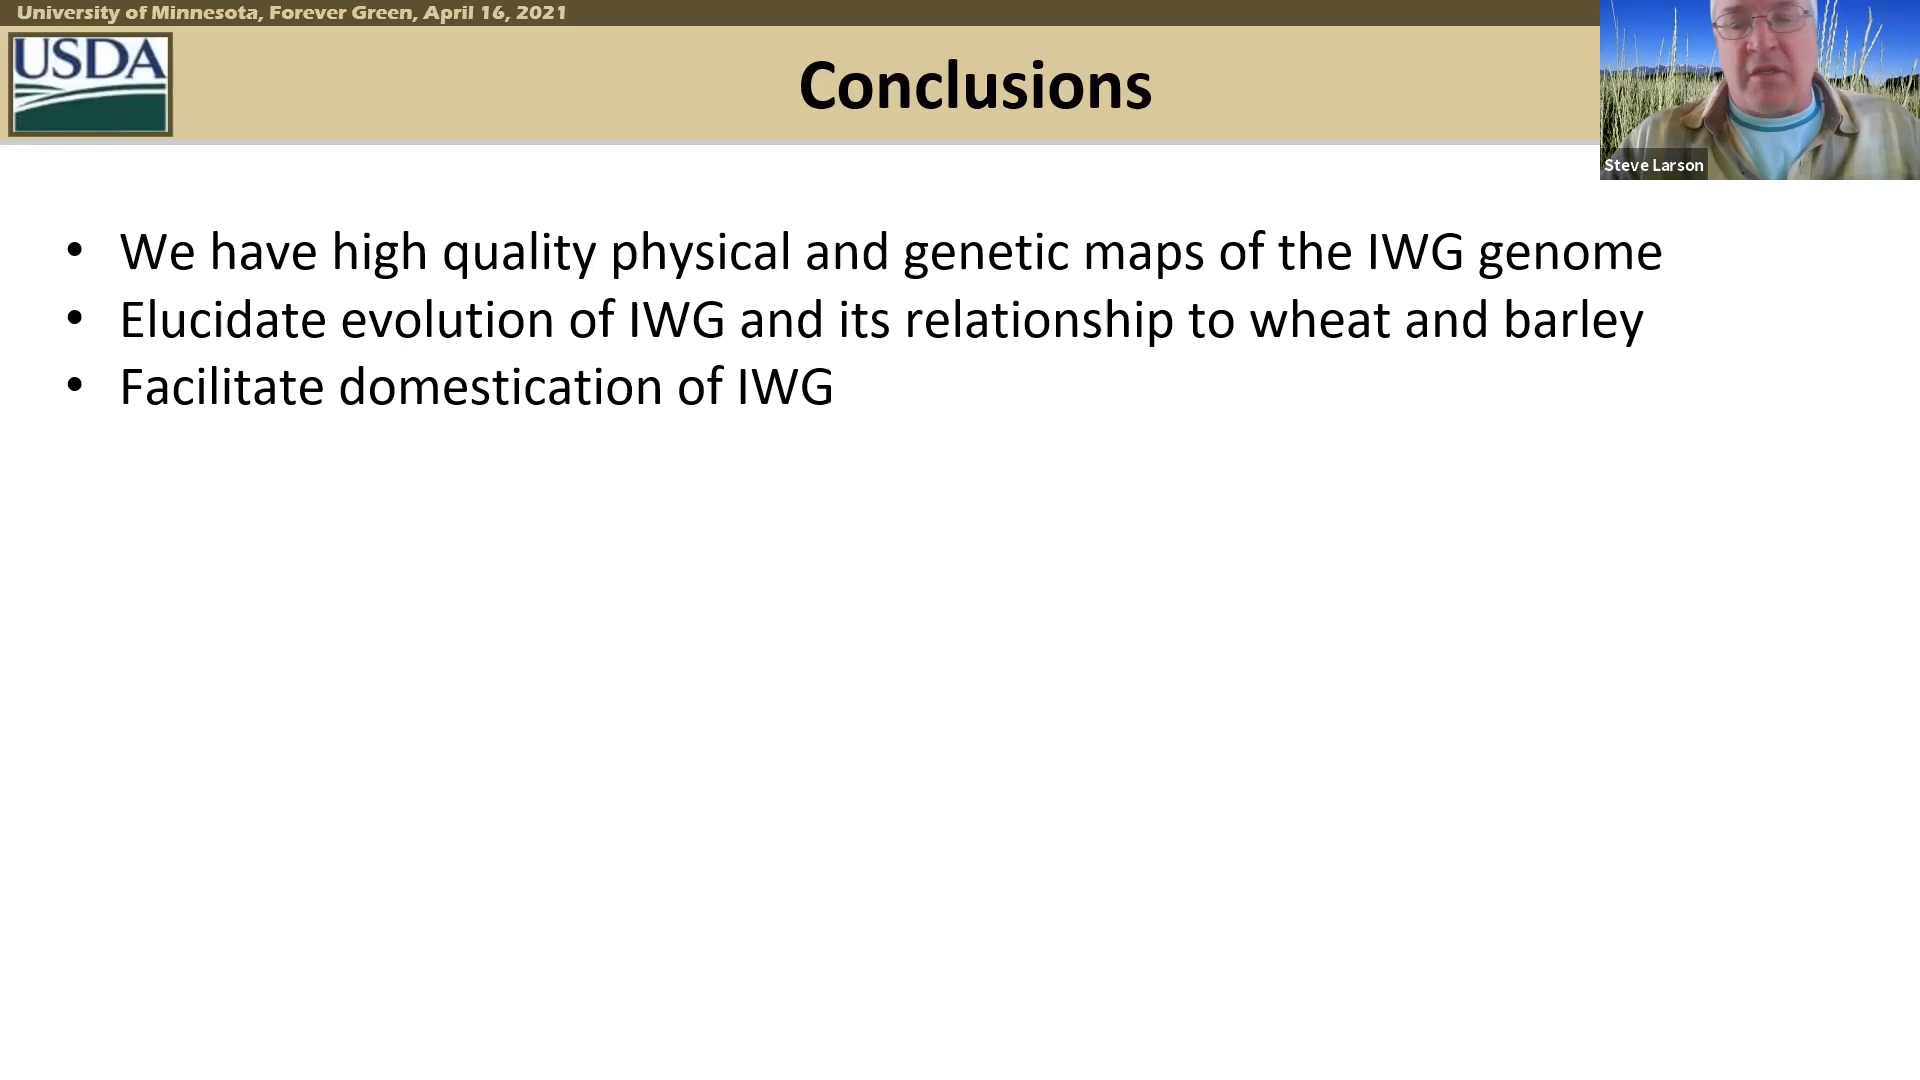 University of Minnesota, Forever Green, April 16, 2021
USDA
Conclusions
Steve Larson
• We have high quality physical and genetic maps of the IWG genome
• Elucidate evolution of IWG and its relationship to wheat and barley
• Facilitate domestication of IWG